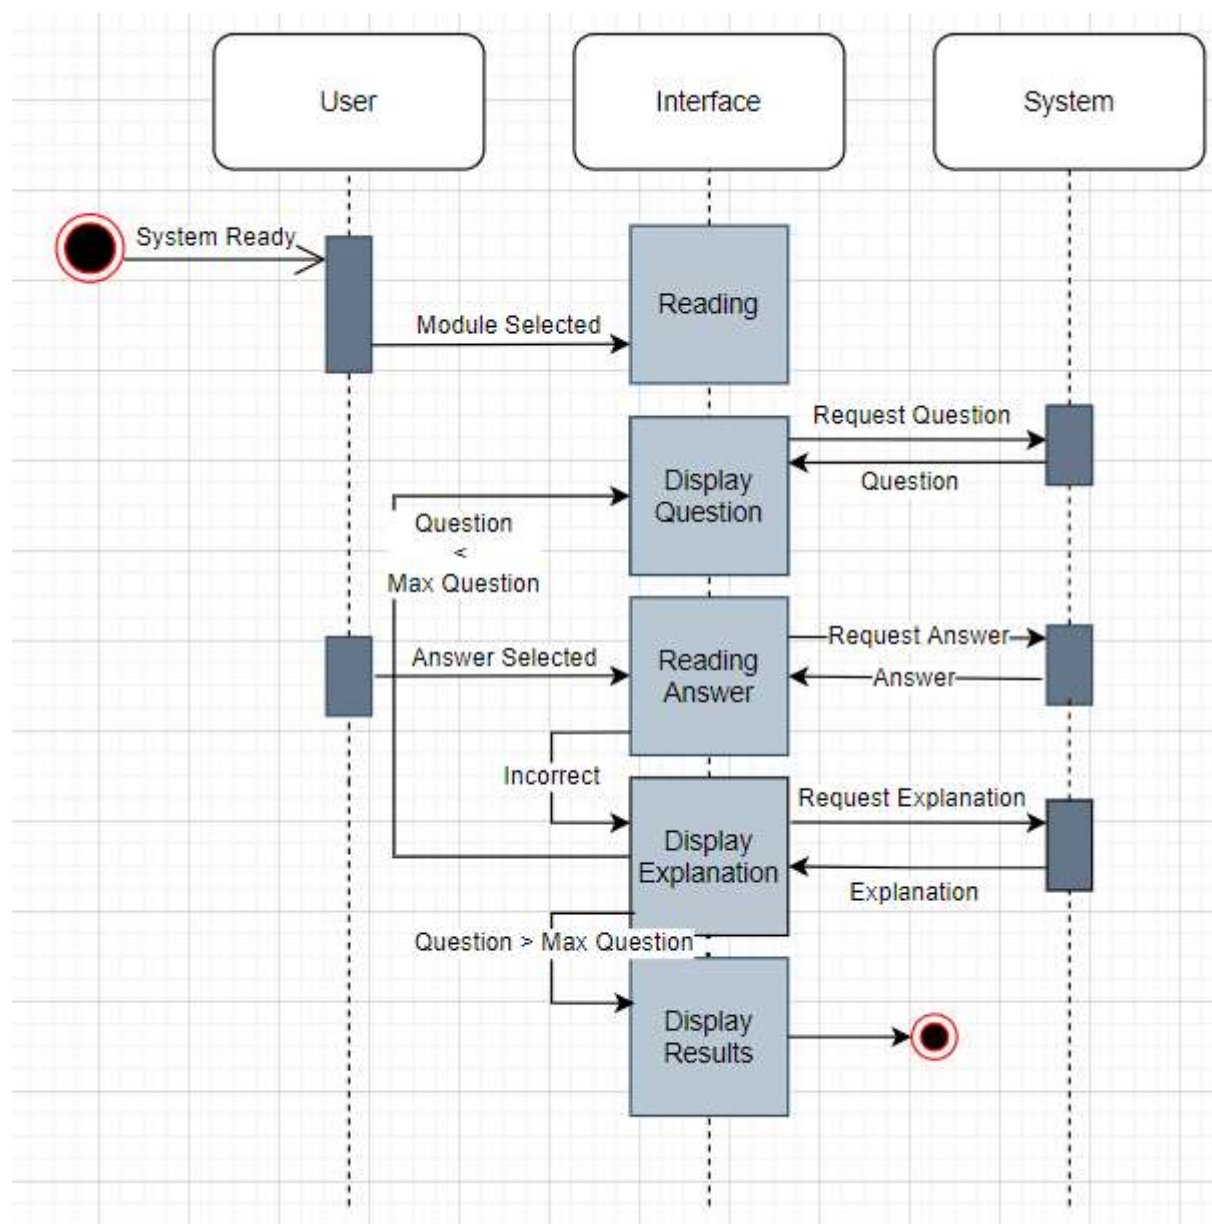 User
Interface
System
System Ready
Reading
Module Selected
Request Question
Question
Display
Question
Question
<
Max Question
Answer Selected
Reading
Answer
Request Answer
Answer
Incorrect
Request Explanation
Display
Explanation
Explanation
Question > Max Question
Display
Results